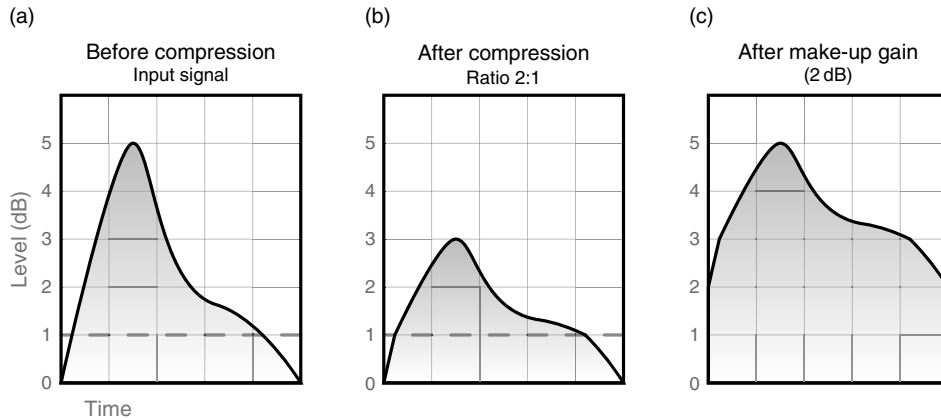 (a)
Before compression
Input signal
(b)
After compression
Ratio 2:1
(c)
After make-up gain
(2 dB)
Level (dB)
5
4
3
2
1
0
Time
5
4
3
2
1
0
5
4
3
2
1
0